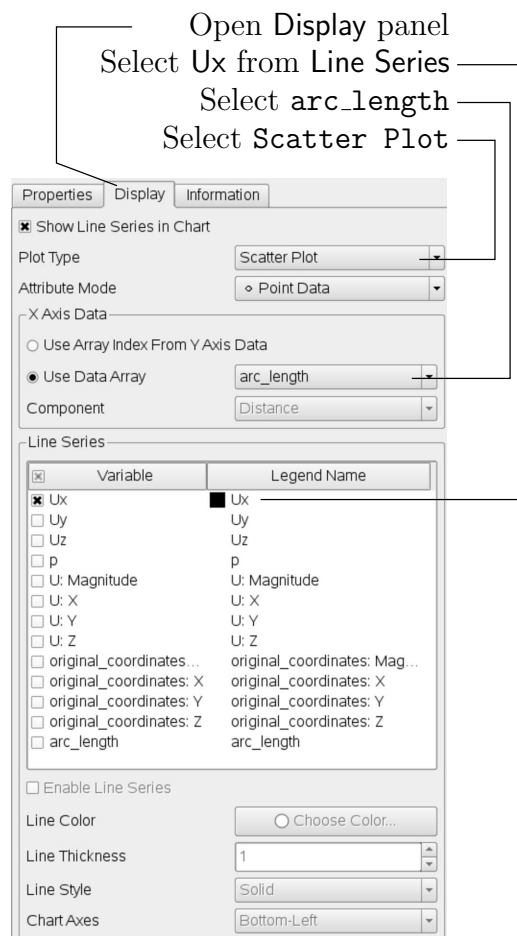 Open Display panel
Select Ux from Line Series
Select arc_length
Select Scatter Plot
Properties Display Information
Show Line Series in Chart
Plot Type Scatter Plot
Attribute Mode Point Data
X Axis Data
Use Array Index From Y Axis Data
Use Data Array arc_length
Component Distance
Line Series
Variable Legend Name
Ux Ux
Uy Uy
Uz Uz
p p
U: Magnitude U: Magnitude
U: X U: X
U: Y U: Y
U: Z U: Z
original_coordinates... original_coordinates: Mag...
original_coordinates: X original_coordinates: X
original_coordinates: Y original_coordinates: Y
original_coordinates: Z original_coordinates: Z
arc_length arc_length
Enable Line Series
Line Color Choose Color...
Line Thickness 1
Line Style Solid
Chart Axes Bottom-Left